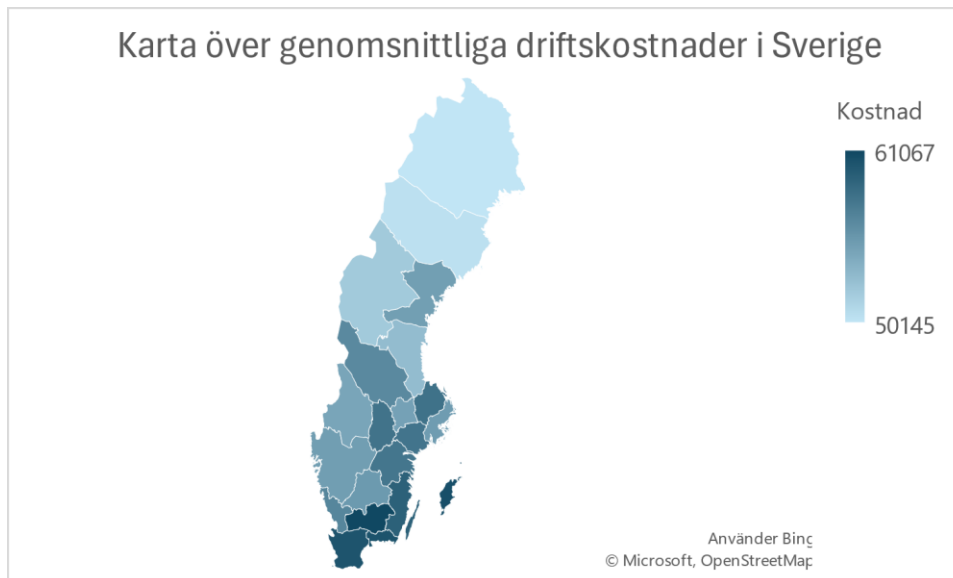 Karta över genomsnittliga driftskostnader i Sverige
Kostnad
61067
50145
Använder Bing
© Microsoft, OpenStreetMap